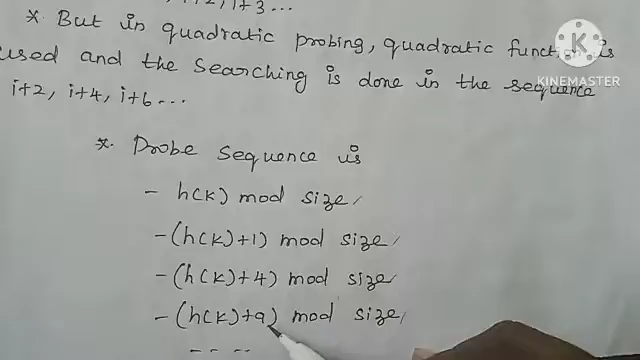 i+3...
*. But in quadratic probing, quadratic function is
used and the searching is done in the sequence
i+2, i+4, i+6...
*. Probe sequence is
- h(k) mod size,
- (h(k)+1) mod size,
- (h(k)+4) mod size,
- (h(k)+9) mod size,
- - - -
KINEMASTER